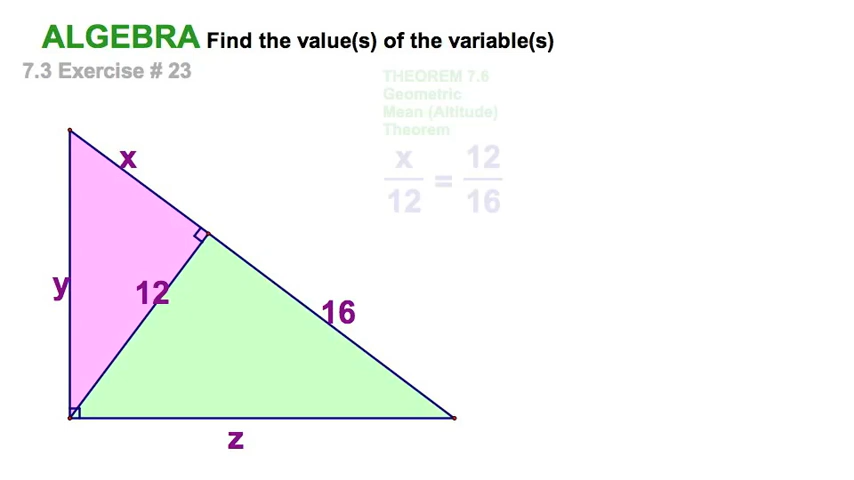 ALGEBRA Find the value(s) of the variable(s)
7.3 Exercise # 23
THEOREM 7.6
Geometric
Mean (Altitude)
Theorem
x
12
=
12
16
x
y
12
16
z